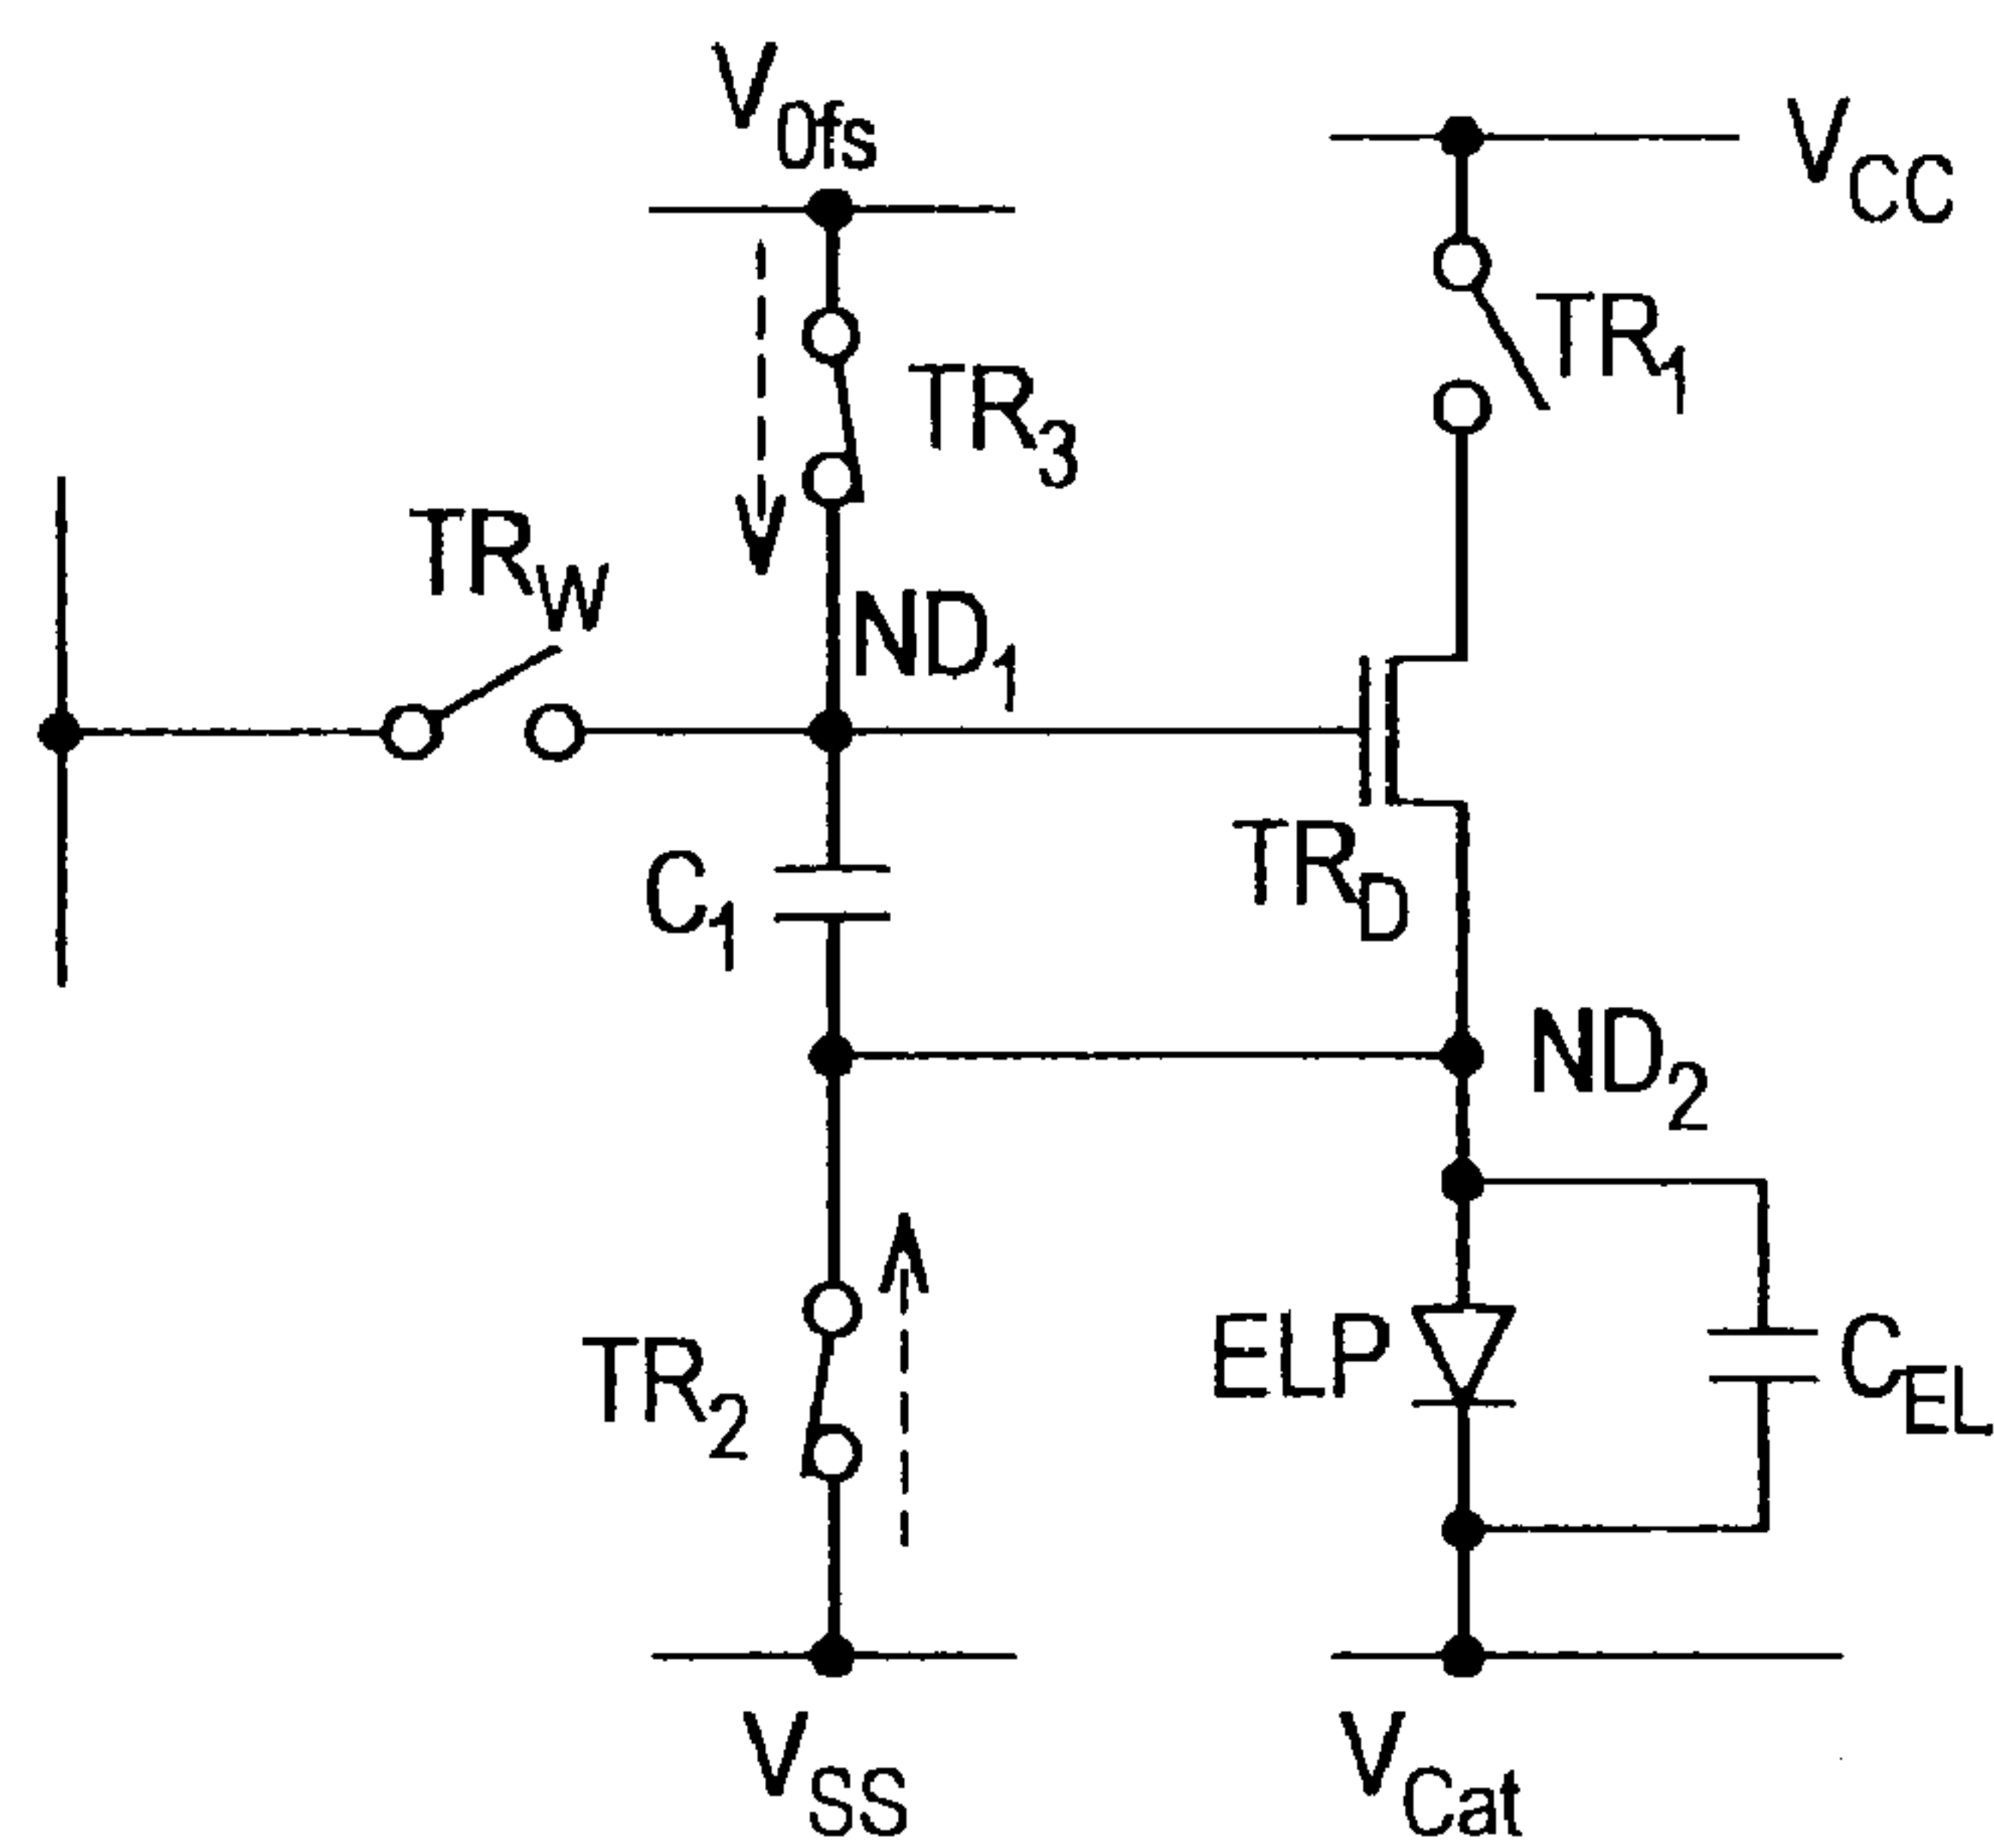 V0fs
VCC
TR1
TR3
TRW
ND1
C1
TRD
ND2
TR2
ELP
CEL
VSS
VCat